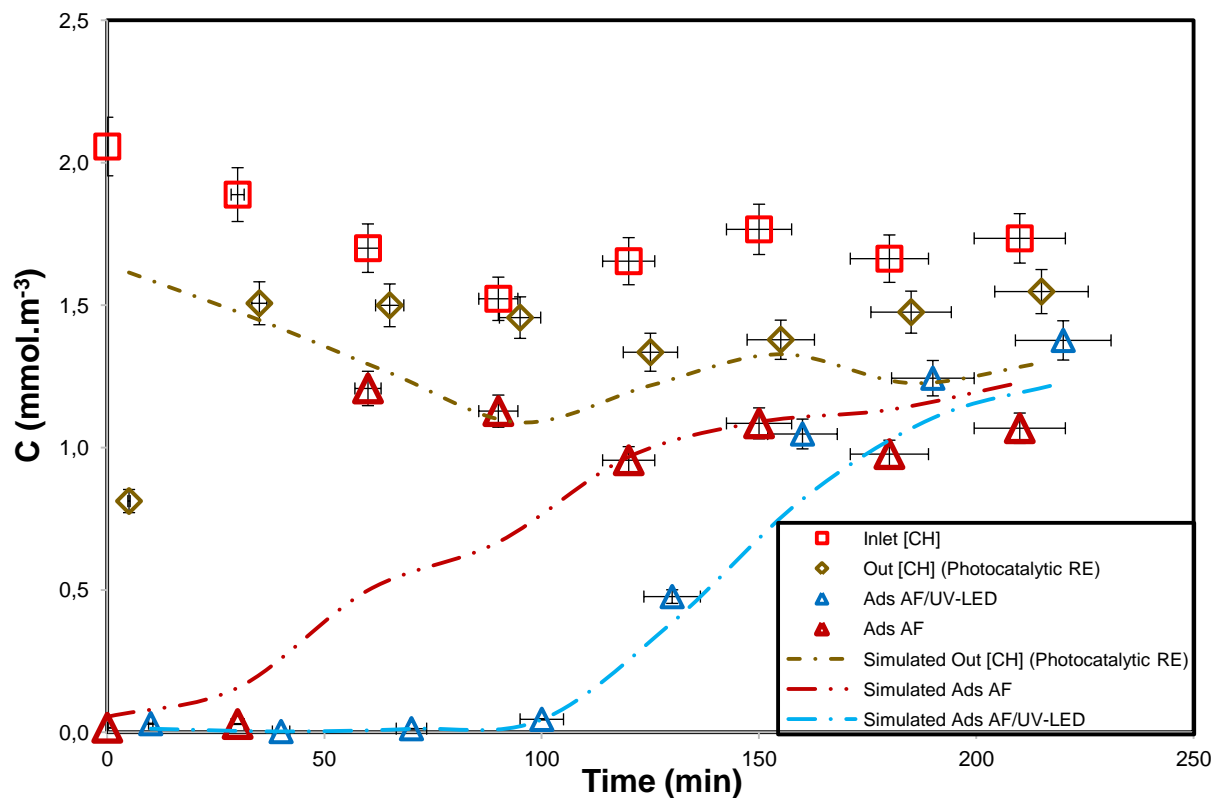 2,5
2,0
1,5
1,0
0,5
0,0
C (mmol.m-³)
0
50
100
150
200
250
Time (min)
Inlet [CH]
Out [CH] (Photocatalytic RE)
Ads AF/UV-LED
Ads AF
Simulated Out [CH] (Photocatalytic RE)
Simulated Ads AF
Simulated Ads AF/UV-LED